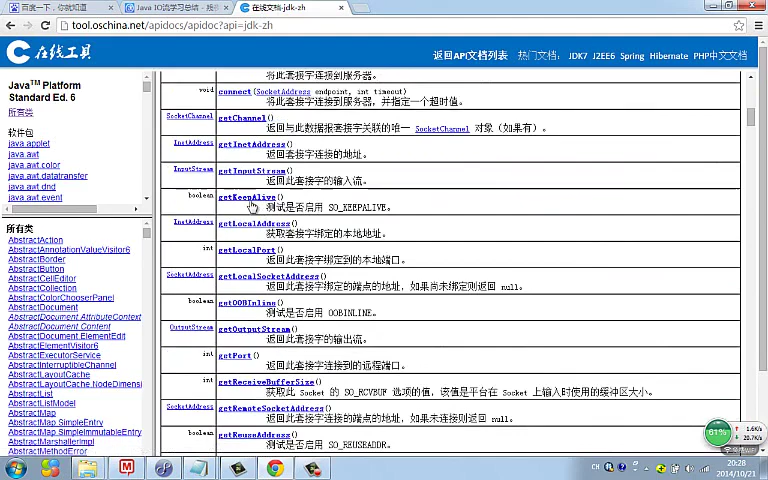 百度一下，你就知道
Java IO流学习总结 - 残
在线文档-jdk-zh
tool.oschina.net/apidocs/apidoc?api=jdk-zh
在线工具
返回API文档列表 热门文档： JDK7 J2EE6 Spring Hibernate PHP中文文档
Java™ Platform
Standard Ed. 6
所有类
软件包
java.applet
java.awt
java.awt.color
java.awt.datatransfer
java.awt.dnd
java.awt.event
所有类
AbstractAction
AbstractAnnotationValueVisitor6
AbstractBorder
AbstractButton
AbstractCellEditor
AbstractCollection
AbstractColorChooserPanel
AbstractDocument
AbstractDocument.AttributeContext
AbstractDocument.Content
AbstractDocument.ElementEdit
AbstractElementVisitor6
AbstractExecutorService
AbstractInterruptibleChannel
AbstractLayoutCache
AbstractLayoutCache.NodeDimensi
AbstractList
AbstractListModel
AbstractMap
AbstractMap.SimpleEntry
AbstractMap.SimpleImmutableEntry
AbstractMarshallerImpl
AbstractMethodError
将此套接字连接到服务器。
void connect(SocketAddress endpoint, int timeout)
将此套接字连接到服务器，并指定一个超时值。
SocketChannel getChannel()
返回与此数据报套接字关联的唯一 SocketChannel 对象（如果有）。
InetAddress getInetAddress()
返回套接字连接的地址。
InputStream getInputStream()
返回此套接字的输入流。
boolean getKeepAlive()
测试是否启用 SO_KEEPALIVE。
InetAddress getLocalAddress()
获取套接字绑定的本地地址。
int getLocalPort()
返回此套接字绑定到的本地端口。
SocketAddress getLocalSocketAddress()
返回此套接字绑定的端点的地址，如果尚未绑定则返回 null。
boolean getOOBInline()
测试是否启用 OOBINLINE。
OutputStream getOutputStream()
返回此套接字的输出流。
int getPort()
返回此套接字连接到的远程端口。
int getReceiveBufferSize()
获取此 Socket 的 SO_RCVBUF 选项的值，该值是平台在 Socket 上输入时使用的缓冲区大小。
SocketAddress getRemoteSocketAddress()
返回此套接字连接的端点的地址，如果未连接则返回 null。
boolean getReuseAddress()
测试是否启用 SO_REUSEADDR。
61%
1.6K/s
20.7K/s
CH
20:28
2014/10/21